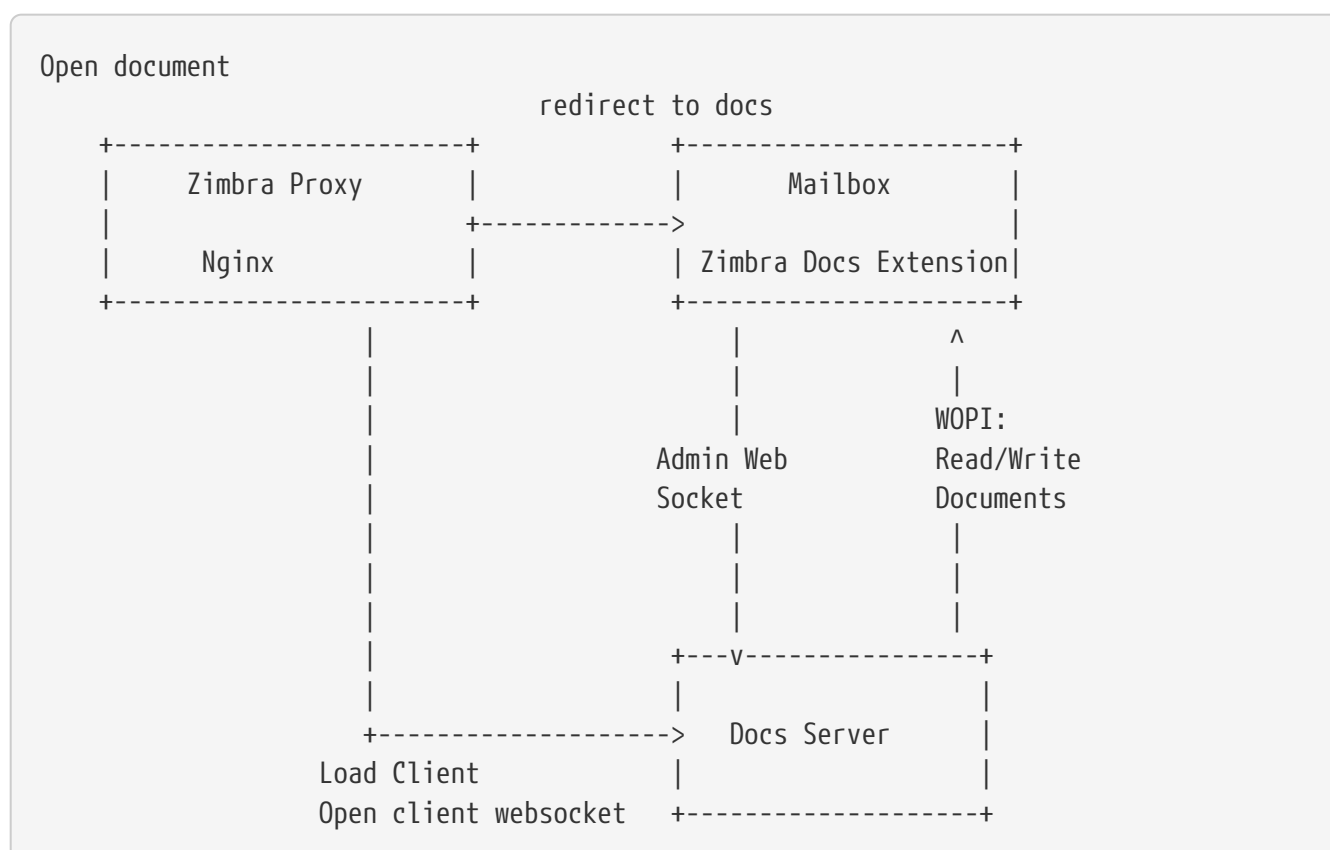 Open document
                                  redirect to docs
    +------------------------+             +----------------------+
    |     Zimbra Proxy       |             |       Mailbox        |
    |                        +------------->                      |
    |      Nginx             |             | Zimbra Docs Extension|
    +------------------------+             +----------------------+
                      |                        |              ^
                      |                        |              |
                      |                        |             WOPI:
                      |                   Admin Web          Read/Write
                      |                   Socket             Documents
                      |                        |              |
                      |                        |              |
                      |                        |              |
                      |                    +---v----------------+
                      |                    |                    |
                      +-------------------->   Docs Server      |
                   Load Client             |                    |
                   Open client websocket   +--------------------+